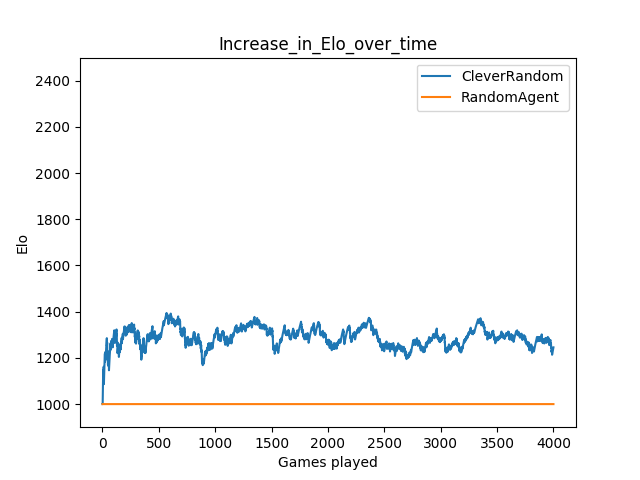 Increase_in_Elo_over_time
CleverRandom
RandomAgent
2400
2200
2000
1800
1600
1400
1200
1000
Elo
0 500 1000 1500 2000 2500 3000 3500 4000
Games played